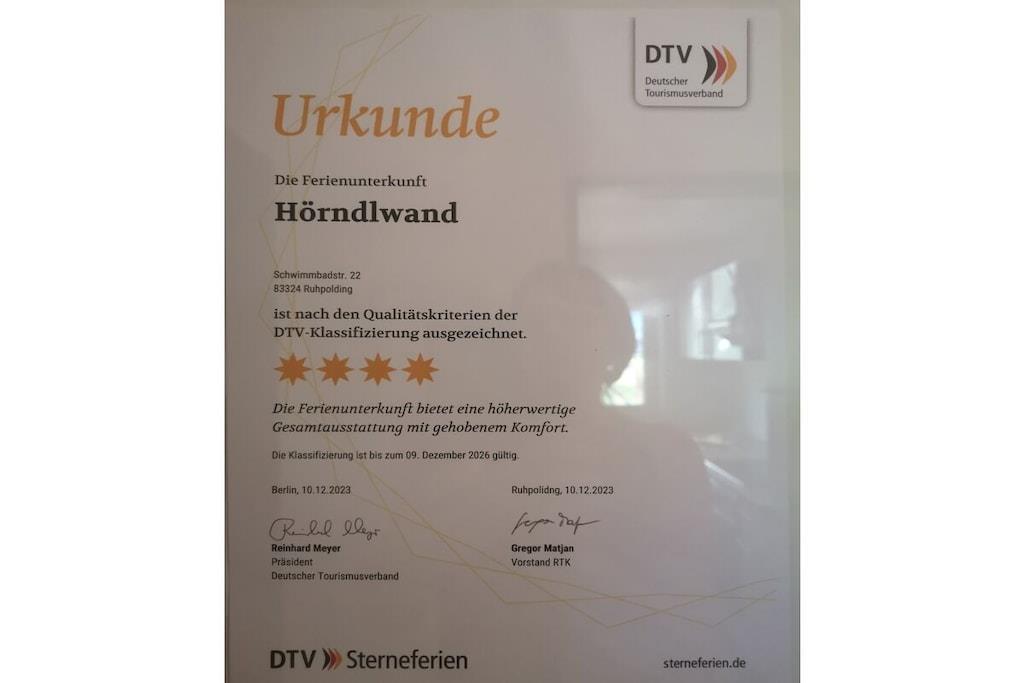 DTV
Deutscher
Tourismusverband
Urkunde
Die Ferienunterkunft
Hörndlwand
Schwimmbadstr. 22
83324 Ruhpolding
ist nach den Qualitätskriterien der
DTV-Klassifizierung ausgezeichnet.
Die Ferienunterkunft bietet eine höherwertige
Gesamtausstattung mit gehobenem Komfort.
Die Klassifizierung ist bis zum 09. Dezember 2026 gültig.
Berlin, 10.12.2023
Reinhard Meyer
Reinhard Meyer
Präsident
Deutscher Tourismusverband
Ruhpolidng, 10.12.2023
Gregor Matjan
Vorstand RTK
DTV Sterneferien
sterneferien.de